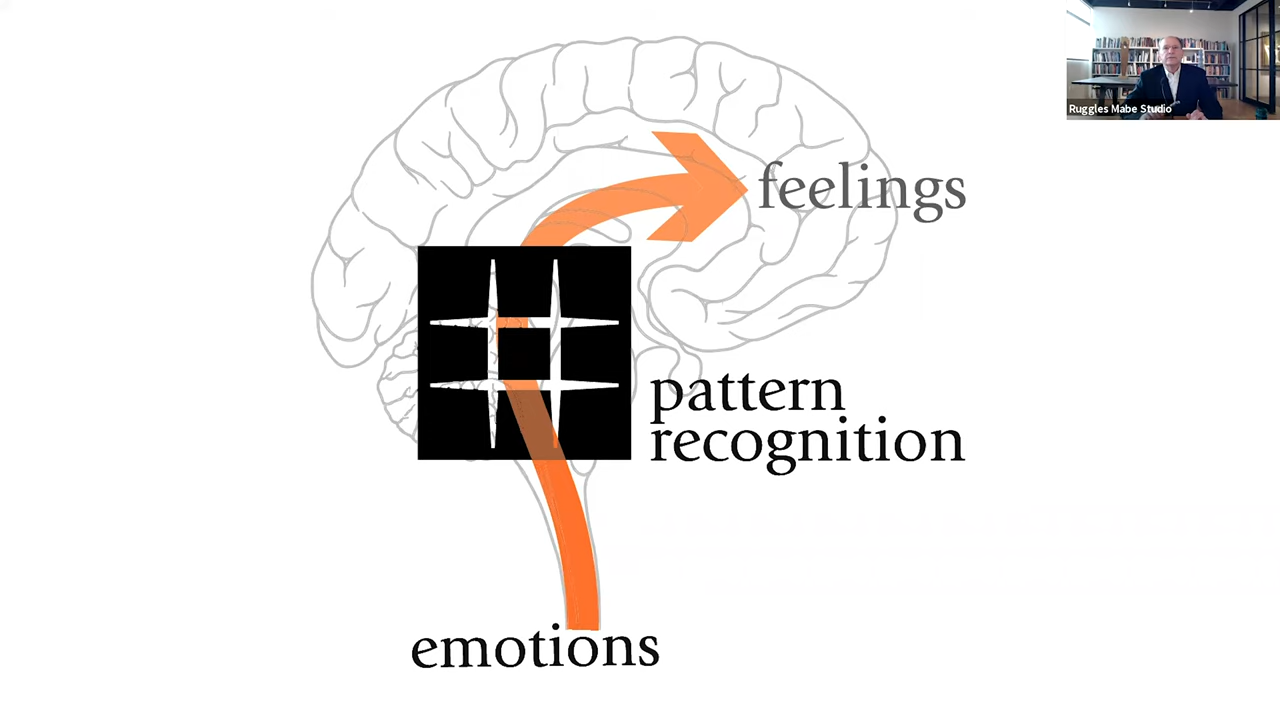 Ruggles Mabe Studio
feelings
pattern
recognition
emotions